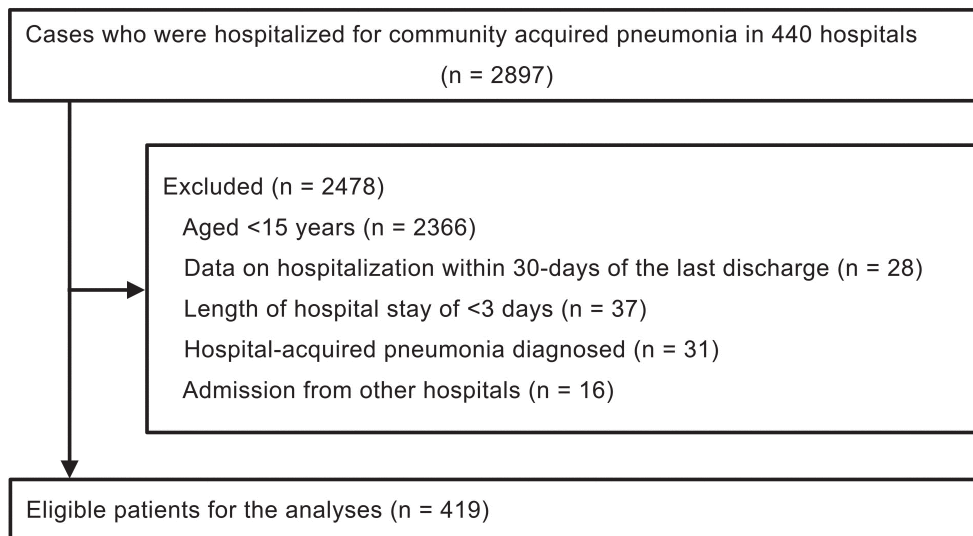 Cases who were hospitalized for community acquired pneumonia in 440 hospitals
(n = 2897)
Excluded (n = 2478)
Aged <15 years (n = 2366)
Data on hospitalization within 30-days of the last discharge (n = 28)
Length of hospital stay of <3 days (n = 37)
Hospital-acquired pneumonia diagnosed (n = 31)
Admission from other hospitals (n = 16)
Eligible patients for the analyses (n = 419)